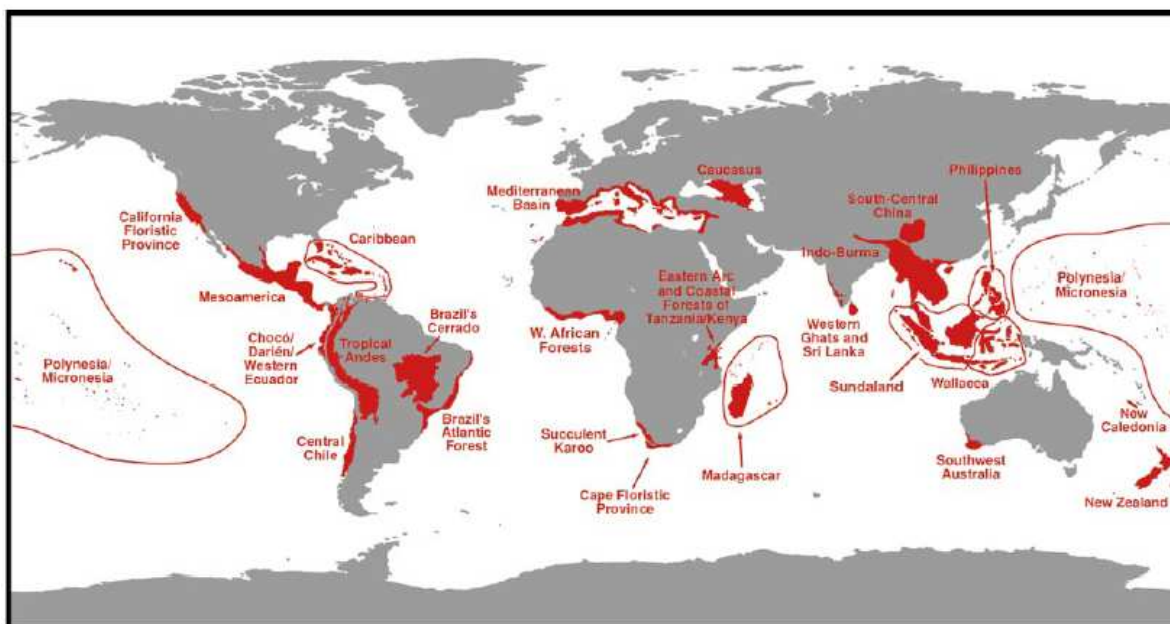 Philippines
Caucasus
Mediterranean
Basin
South-Central
China
California
Floristic
Province
Caribbean
Indo-Burma
Eastern Arc
and Coastal
Forests of
Tanzania/Kenya
Polynesia/
Micronesia
Mesoamerica
Brazil's
Cerrado
W. African
Forests
Western
Ghats and
Sri Lanka
Chocó/
Darién/
Western
Ecuador
Tropical
Andes
Polynesia/
Micronesia
Sundaland
Wallacea
Brazil's
Atlantic
Forest
Central
Chile
Succulent
Karoo
Madagascar
New
Caledonia
Southwest
Australia
Cape Floristic
Province
New Zealand